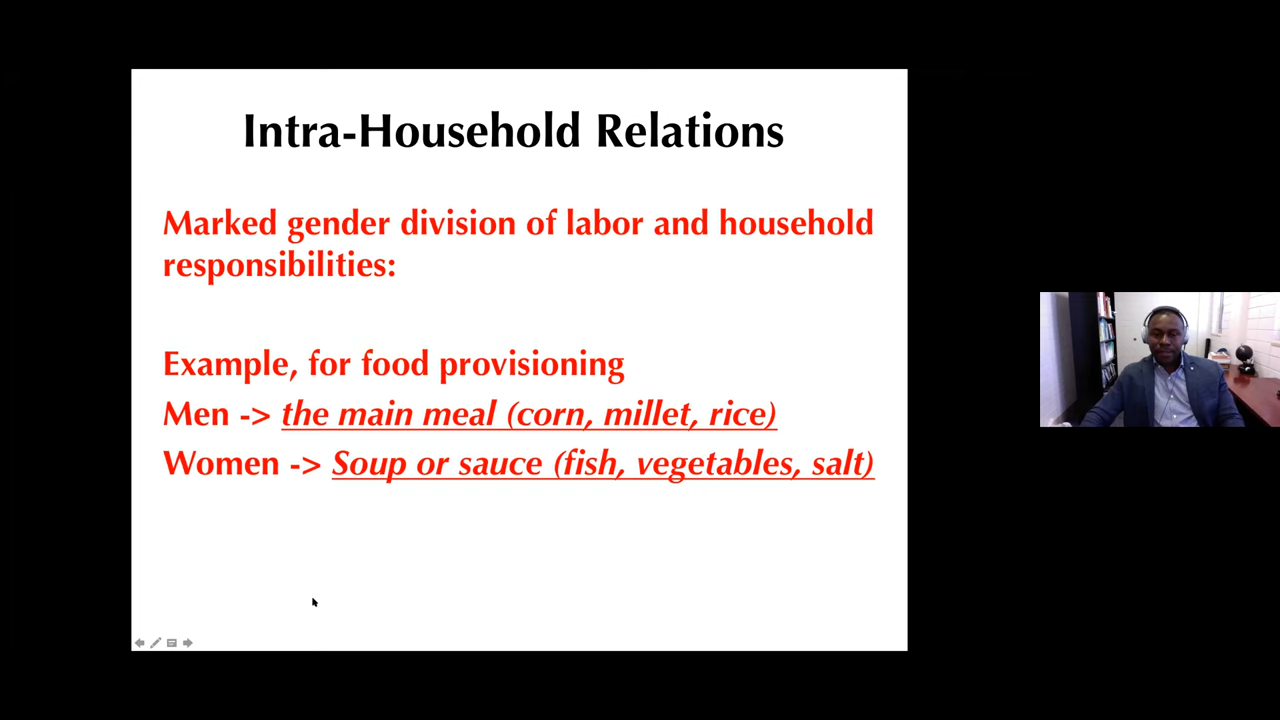 Intra-Household Relations
Marked gender division of labor and household
responsibilities:
Example, for food provisioning
Men -> the main meal (corn, millet, rice)
Women -> Soup or sauce (fish, vegetables, salt)